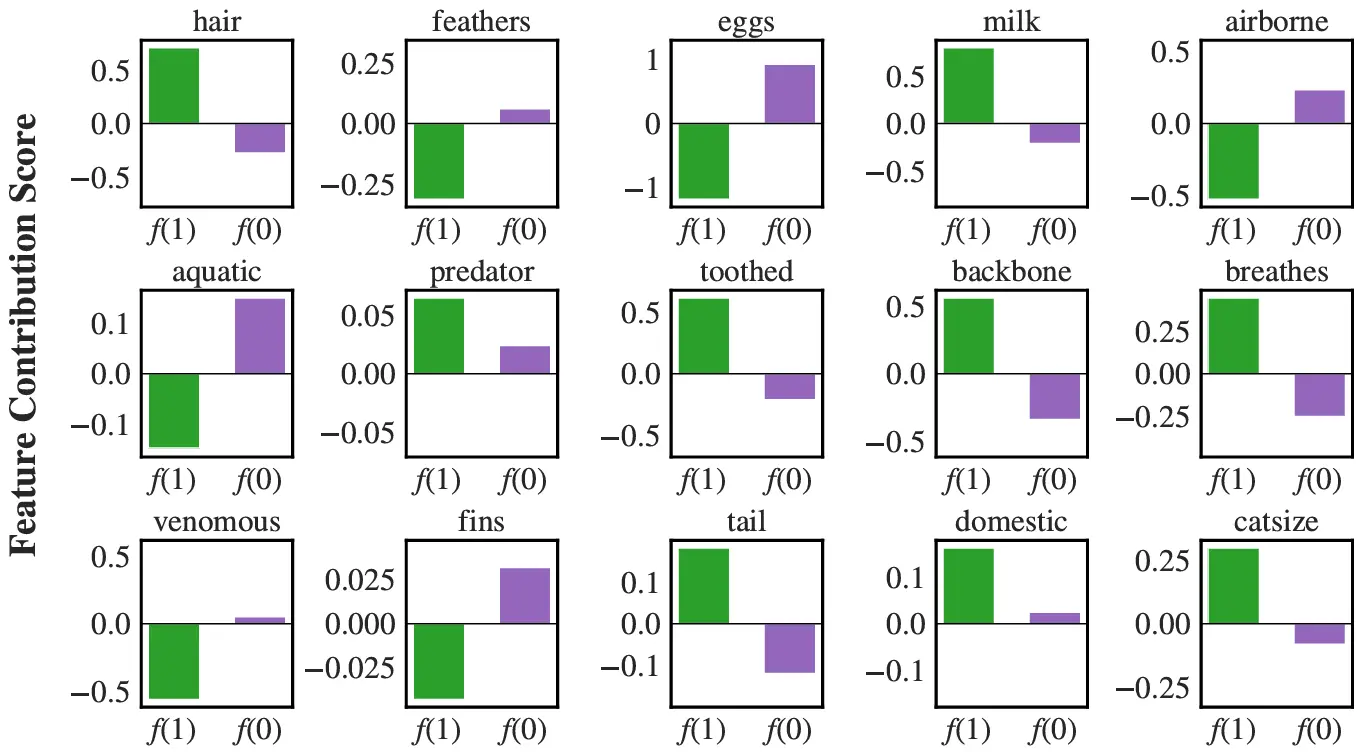 Feature Contribution Score
hair
0.5
0.0
−0.5
f(1) f(0)
feathers
0.25
0.00
−0.25
f(1) f(0)
eggs
1
0
−1
f(1) f(0)
milk
0.5
0.0
−0.5
f(1) f(0)
airborne
0.5
0.0
−0.5
f(1) f(0)
aquatic
0.1
0.0
−0.1
f(1) f(0)
predator
0.05
0.00
−0.05
f(1) f(0)
toothed
0.5
0.0
−0.5
f(1) f(0)
backbone
0.5
0.0
−0.5
f(1) f(0)
breathes
0.25
0.00
−0.25
f(1) f(0)
venomous
0.5
0.0
−0.5
f(1) f(0)
fins
0.025
0.000
−0.025
f(1) f(0)
tail
0.1
0.0
−0.1
f(1) f(0)
domestic
0.1
0.0
−0.1
f(1) f(0)
catsize
0.25
0.00
−0.25
f(1) f(0)